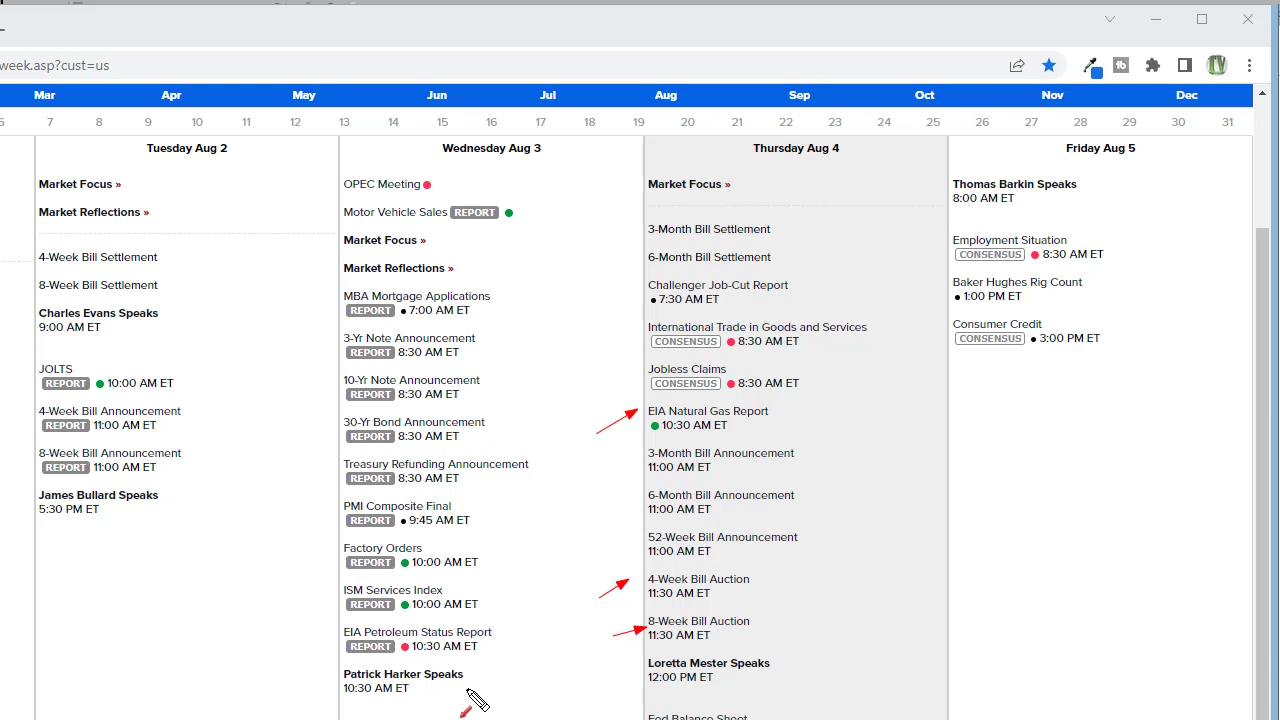 week.asp?cust=us
Mar Apr May Jun Jul Aug Sep Oct Nov Dec
6 7 8 9 10 11 12 13 14 15 16 17 18 19 20 21 22 23 24 25 26 27 28 29 30 31
Tuesday Aug 2
Market Focus »
Market Reflections »
4-Week Bill Settlement
8-Week Bill Settlement
Charles Evans Speaks
9:00 AM ET
JOLTS
REPORT 10:00 AM ET
4-Week Bill Announcement
REPORT 11:00 AM ET
8-Week Bill Announcement
REPORT 11:00 AM ET
James Bullard Speaks
5:30 PM ET
Wednesday Aug 3
OPEC Meeting
Motor Vehicle Sales REPORT
Market Focus »
Market Reflections »
MBA Mortgage Applications
REPORT 7:00 AM ET
3-Yr Note Announcement
REPORT 8:30 AM ET
10-Yr Note Announcement
REPORT 8:30 AM ET
30-Yr Bond Announcement
REPORT 8:30 AM ET
Treasury Refunding Announcement
REPORT 8:30 AM ET
PMI Composite Final
REPORT 9:45 AM ET
Factory Orders
REPORT 10:00 AM ET
ISM Services Index
REPORT 10:00 AM ET
EIA Petroleum Status Report
REPORT 10:30 AM ET
Patrick Harker Speaks
10:30 AM ET
Thursday Aug 4
Market Focus »
3-Month Bill Settlement
6-Month Bill Settlement
Challenger Job-Cut Report
7:30 AM ET
International Trade in Goods and Services
CONSENSUS 8:30 AM ET
Jobless Claims
CONSENSUS 8:30 AM ET
EIA Natural Gas Report
10:30 AM ET
3-Month Bill Announcement
11:00 AM ET
6-Month Bill Announcement
11:00 AM ET
52-Week Bill Announcement
11:00 AM ET
4-Week Bill Auction
11:30 AM ET
8-Week Bill Auction
11:30 AM ET
Loretta Mester Speaks
12:00 PM ET
Fed Balance Sheet
Friday Aug 5
Thomas Barkin Speaks
8:00 AM ET
Employment Situation
CONSENSUS 8:30 AM ET
Baker Hughes Rig Count
1:00 PM ET
Consumer Credit
CONSENSUS 3:00 PM ET